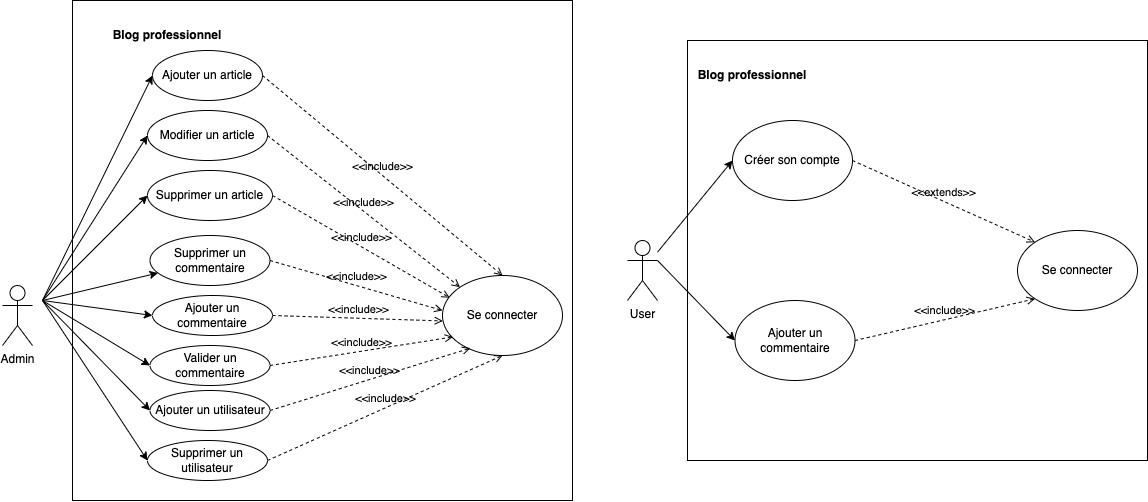 Blog professionnel
Ajouter un article
Modifier un article
<<include>>
Supprimer un article
<<include>>
<<include>>
Supprimer un
commentaire
<<include>>
Ajouter un
commentaire
<<include>>
Se connecter
Admin
Valider un
commentaire
<<include>>
<<include>>
Ajouter un utilisateur
<<include>>
Supprimer un
utilisateur
Blog professionnel
Créer son compte
<<extends>>
Se connecter
User
<<include>>
Ajouter un
commentaire